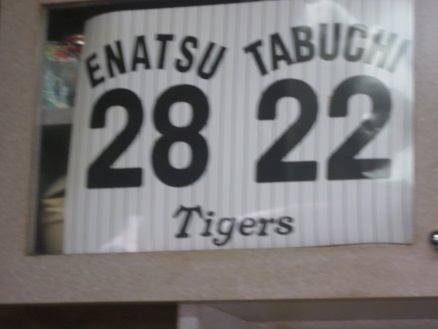 ENATSU TABUCHI
28 22
Tigers